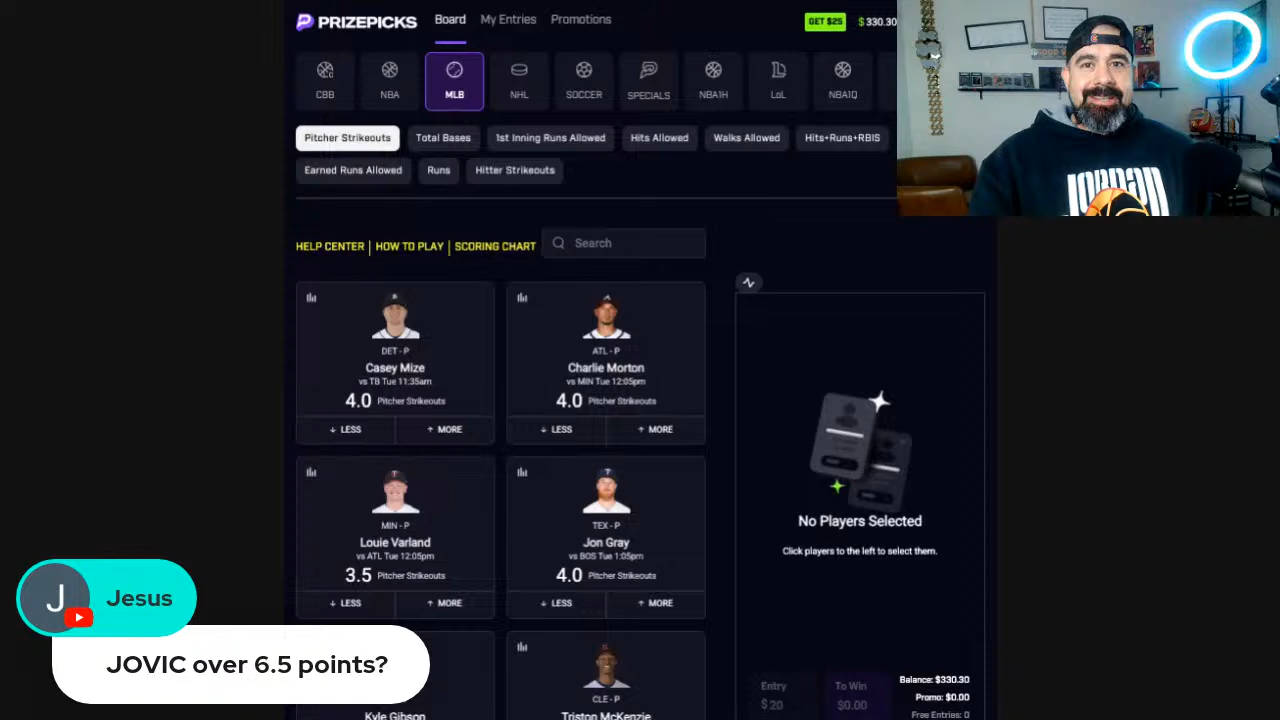 PRIZEPICKS
Board
My Entries
Promotions
GET $25
$ 330.30
CBB
NBA
MLB
NHL
SOCCER
SPECIALS
NBA1H
LoL
NBA1Q
Pitcher Strikeouts
Total Bases
1st Inning Runs Allowed
Hits Allowed
Walks Allowed
Hits+Runs+RBIS
Earned Runs Allowed
Runs
Hitter Strikeouts
HELP CENTER | HOW TO PLAY | SCORING CHART
Search
DET - P
Casey Mize
vs TB Tue 11:35am
4.0 Pitcher Strikeouts
↓ LESS
↑ MORE
ATL - P
Charlie Morton
vs MIN Tue 12:05pm
4.0 Pitcher Strikeouts
↓ LESS
↑ MORE
MIN - P
Louie Varland
vs ATL Tue 12:05pm
3.5 Pitcher Strikeouts
↓ LESS
↑ MORE
TEX - P
Jon Gray
vs BOS Tue 1:05pm
4.0 Pitcher Strikeouts
↓ LESS
↑ MORE
Kyle Gibson
CLE - P
Triston McKenzie
No Players Selected
Click players to the left to select them.
Entry
$ 20
To Win
$0.00
Balance: $330.30
Promo: $0.00
Free Entries: 0
JORDAN
J
Jesus
JOVIC over 6.5 points?